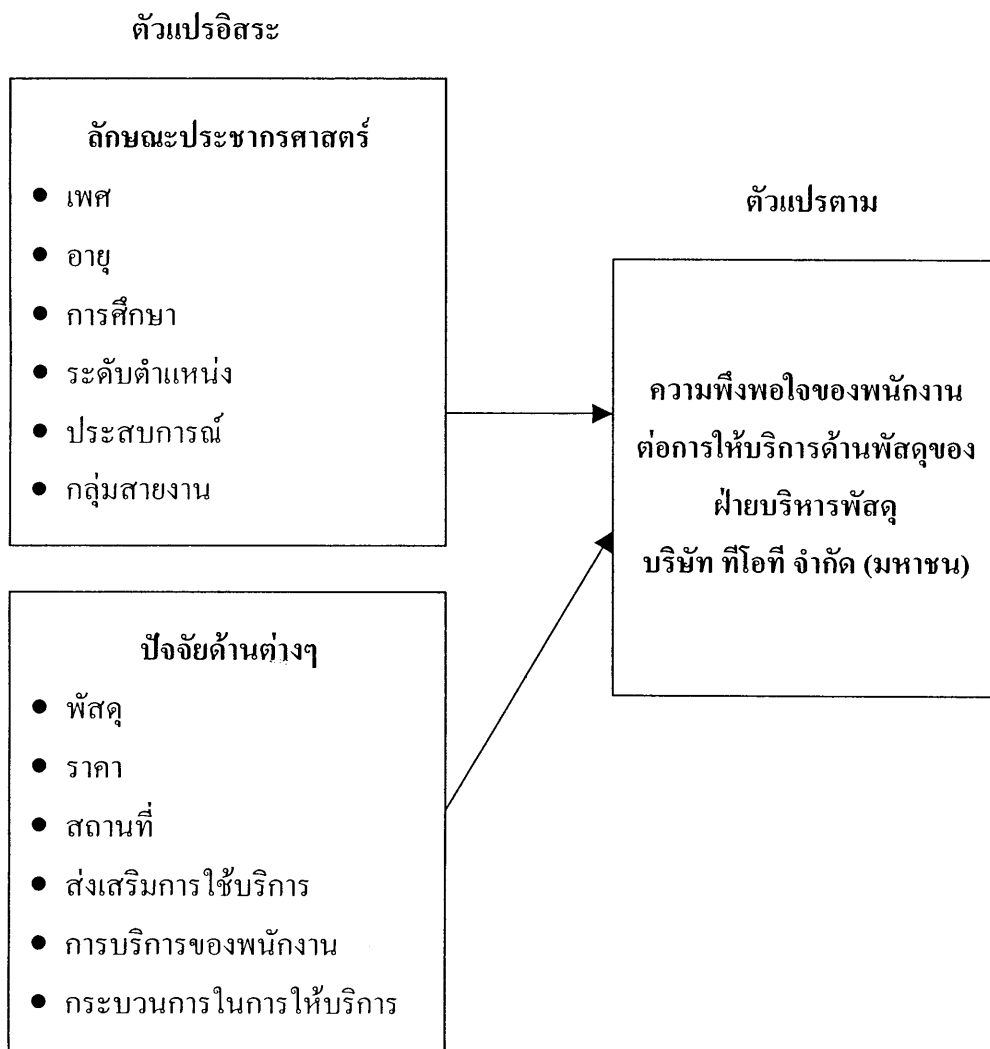 ตัวแปรอิสระ
ลักษณะประชากรศาสตร์
● เพศ
● อายุ
● การศึกษา
● ระดับตำแหน่ง
● ประสบการณ์
● กลุ่มสายงาน
ตัวแปรตาม
ความพึงพอใจของพนักงาน
ต่อการให้บริการด้านพัสดุของ
ฝ่ายบริหารพัสดุ
บริษัท ทีโอที จำกัด (มหาชน)
ปัจจัยด้านต่างๆ
● พัสดุ
● ราคา
● สถานที่
● ส่งเสริมการใช้บริการ
● การบริการของพนักงาน
● กระบวนการในการให้บริการ